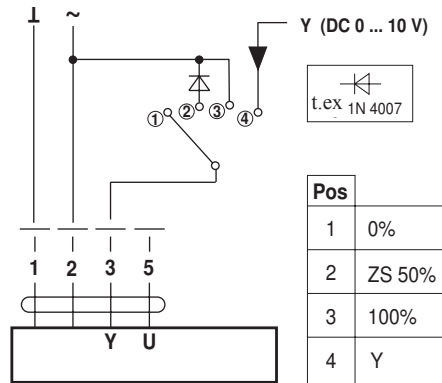 ⊥ ~
Y (DC 0 ... 10 V)
① ② ③ ④
t.ex 1N 4007
1 2 3 5
Y U
Pos
1 0%
2 ZS 50%
3 100%
4 Y